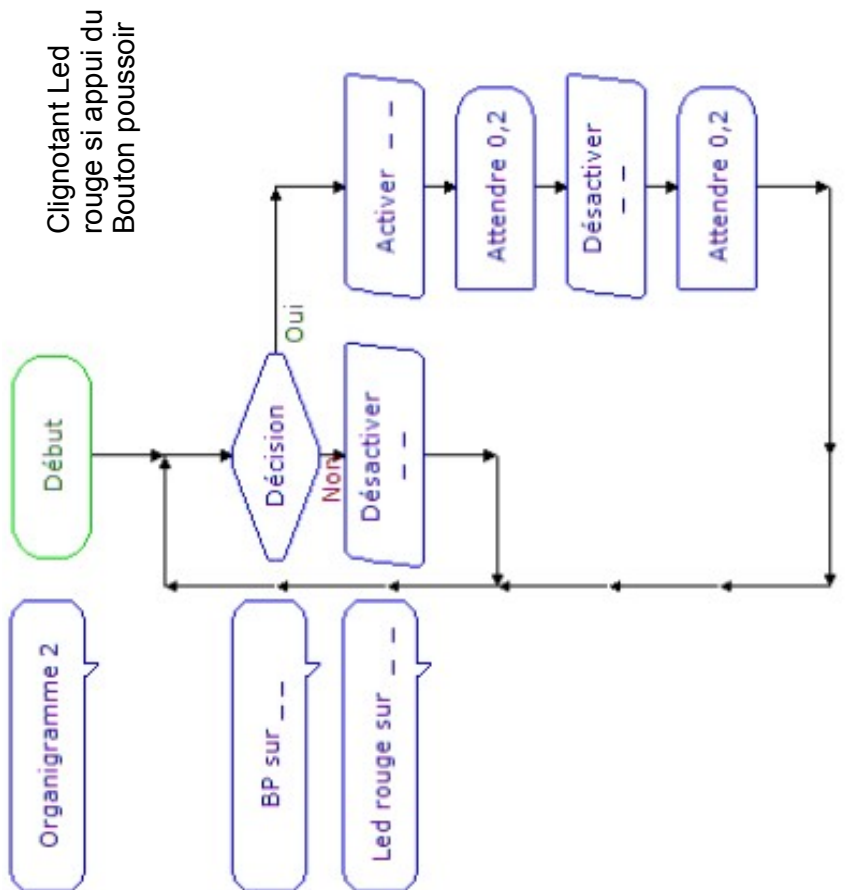 Clignotant Led
rouge si appui du
Bouton poussoir
Organigramme 2
Début
BP sur _ _
Décision
Oui
Non
Led rouge sur _ _
Désactiver
_ _
Activer _ _
Attendre 0,2
Désactiver
_ _
Attendre 0,2